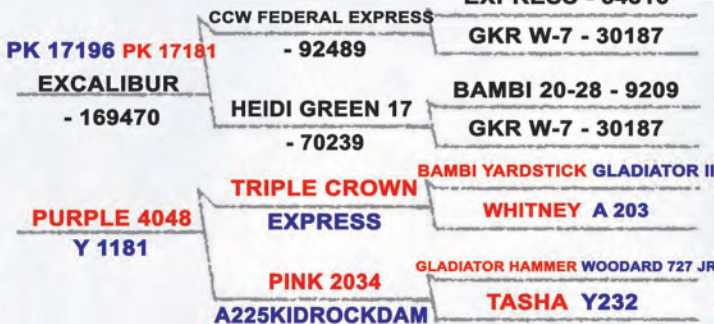 CCW FEDERAL EXPRESS
- 92489
GKR W-7 - 30187
PK 17196 PK 17181
EXCALIBUR
- 169470
HEIDI GREEN 17
- 70239
BAMBI 20-28 - 9209
GKR W-7 - 30187
PURPLE 4048
Y 1181
TRIPLE CROWN
EXPRESS
BAMBI YARDSTICK GLADIATOR II
WHITNEY A 203
PINK 2034
A225KIDROCKDAM
GLADIATOR HAMMER WOODARD 727 JR
TASHA Y232